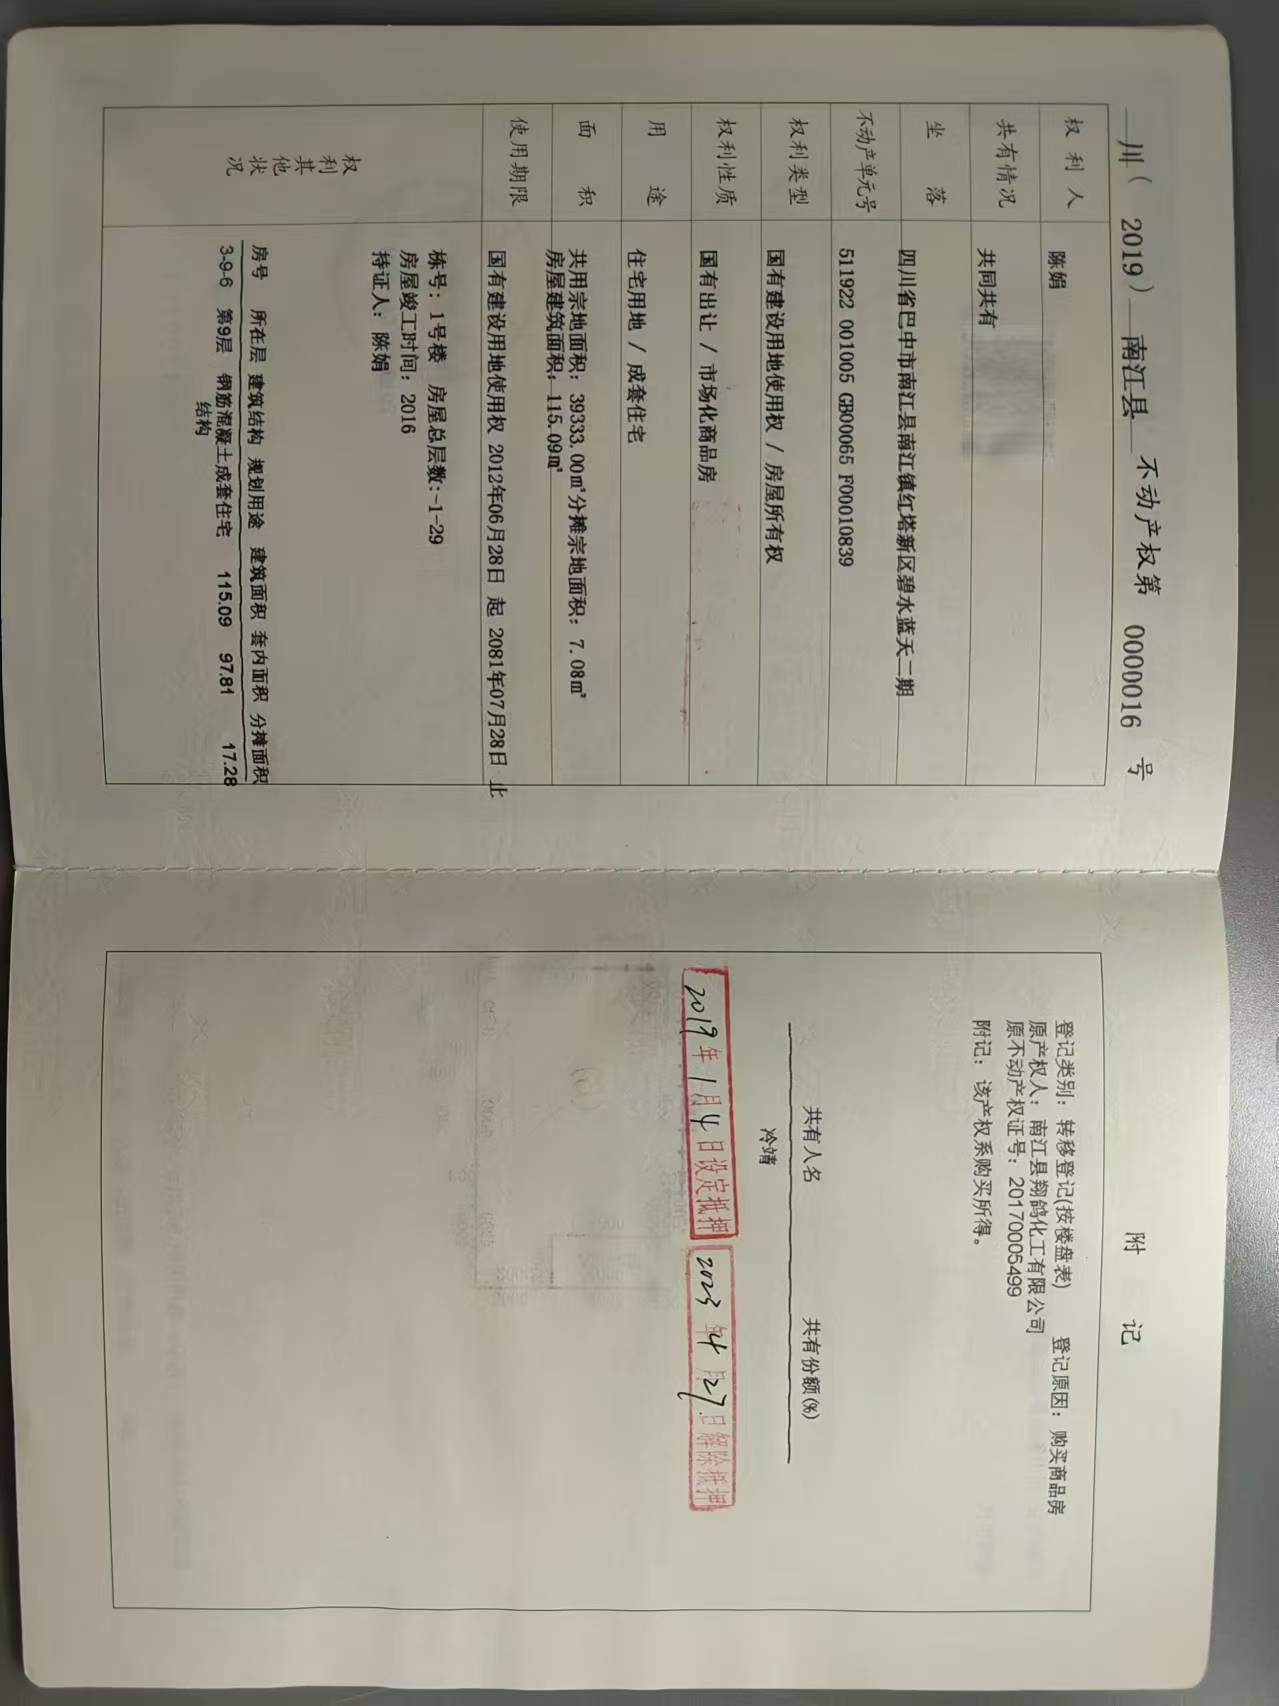 川（2019）南江县不动产权第0000016号
权利人 陈娟
共有情况 共同共有
坐落 四川省巴中市南江县南江镇红塔新区碧水蓝天二期
不动产单元号 511922 001005 GB00065 F00010839
权利类型 国有建设用地使用权 / 房屋所有权
权利性质 国有出让 / 市场化商品房
用途 住宅用地 / 成套住宅
面积 共用宗地面积：39333.00㎡分摊宗地面积：7.08㎡
房屋建筑面积：115.09㎡
使用期限 国有建设用地使用权 2012年06月28日 起 2081年07月28日 止
权利其他状况
栋号：1号楼 房屋总层数:-1-29
房屋竣工时间：2016
持证人：陈娟
房号 所在层 建筑结构 规划用途 建筑面积 套内面积 分摊面积
3-9-6 第9层 钢筋混凝土成套住宅 115.09 97.81 17.28
结构
附记
登记类别：转移登记(按楼盘表) 登记原因：购买商品房
原产权人：南江县翔鸽化工有限公司
原不动产权证号：20170005499
附记：该产权系购买所得。
共有人名 共有份额(%)
冷靖
2019年1月4日设定抵押 2023年4月27日解除抵押